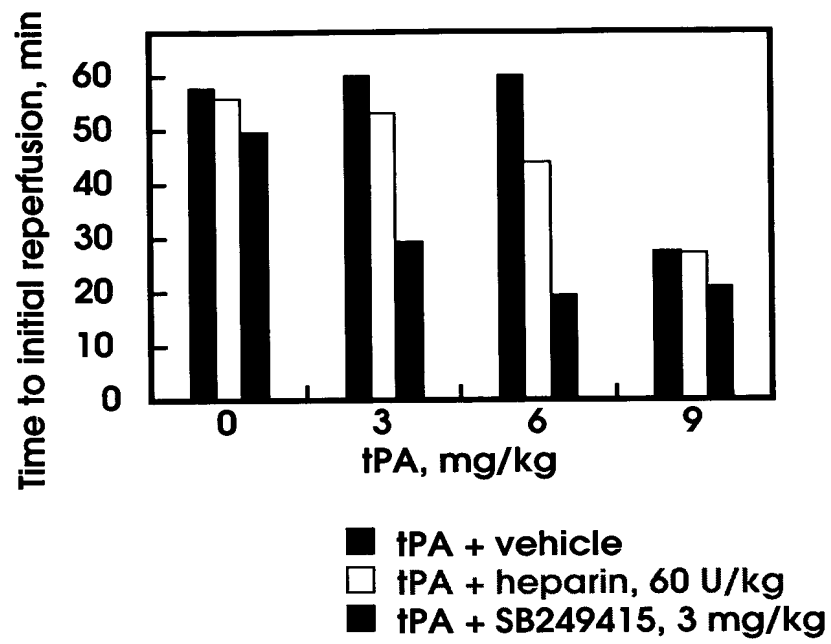 Time to initial reperfusion, min
60
50
40
30
20
10
0
0 3 6 9
tPA, mg/kg
tPA + vehicle
tPA + heparin, 60 U/kg
tPA + SB249415, 3 mg/kg